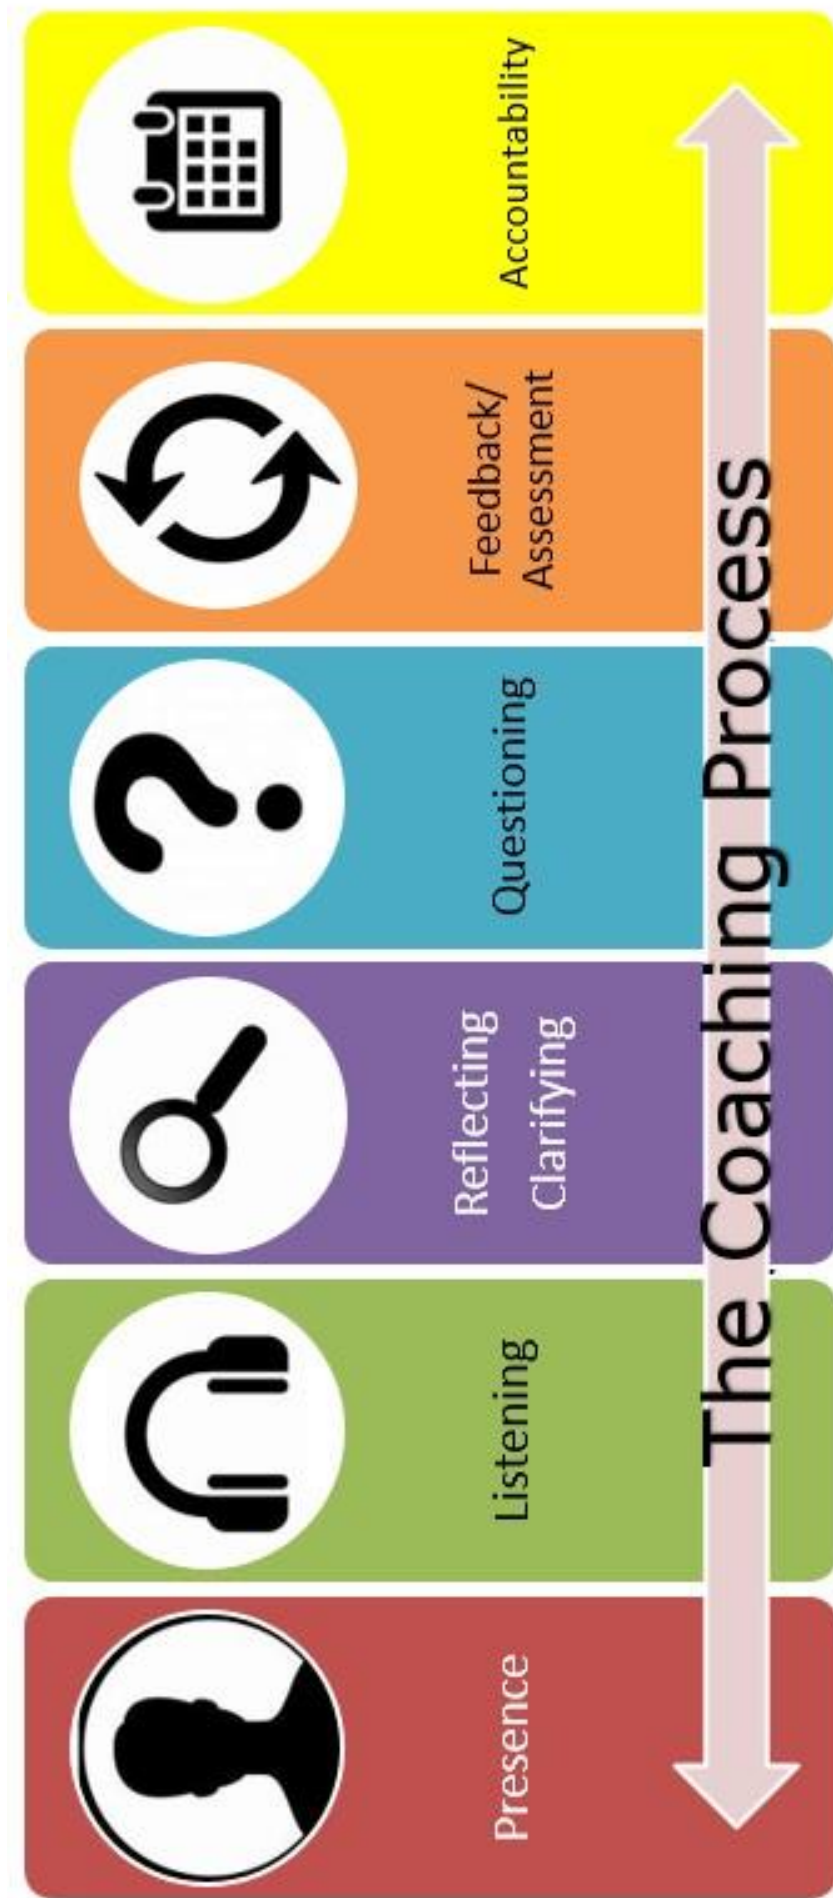 Presence
Listening
Reflecting
Clarifying
Questioning
Feedback/
Assessment
Accountability
The Coaching Process